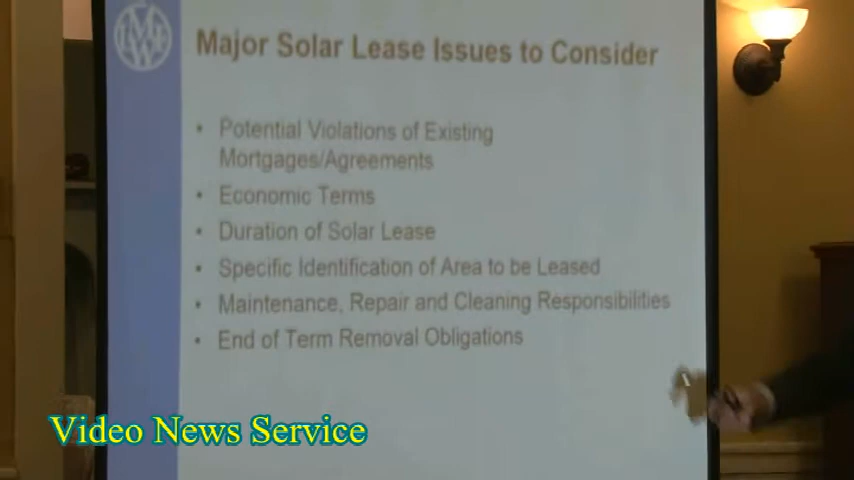 Major Solar Lease Issues to Consider
• Potential Violations of Existing
Mortgages/Agreements
• Economic Terms
• Duration of Solar Lease
• Specific Identification of Area to be Leased
• Maintenance, Repair and Cleaning Responsibilities
• End of Term Removal Obligations
Video News Service